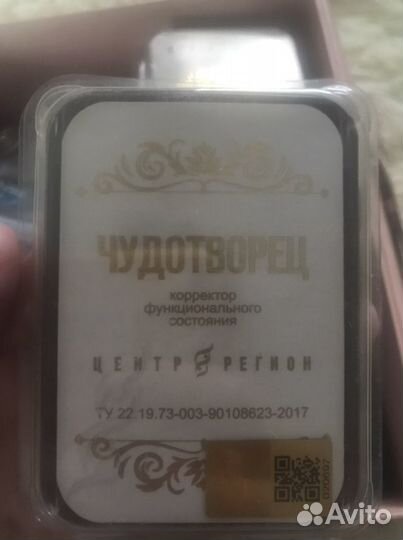 ЧУДОТВОРЕЦ
корректор
функционального
состояния
ЦЕНТР РЕГИОН
ТУ 22.19.73-003-90108623-2017
Avito